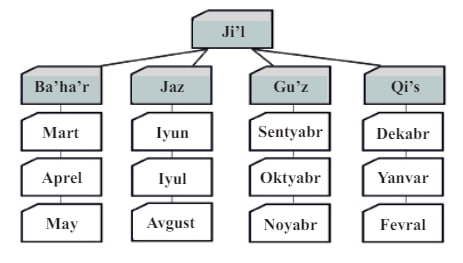 Ji’l
Ba’ha’r Jaz Gu’z Qi’s
Mart Iyun Sentyabr Dekabr
Aprel Iyul Oktyabr Yanvar
May Avgust Noyabr Fevral